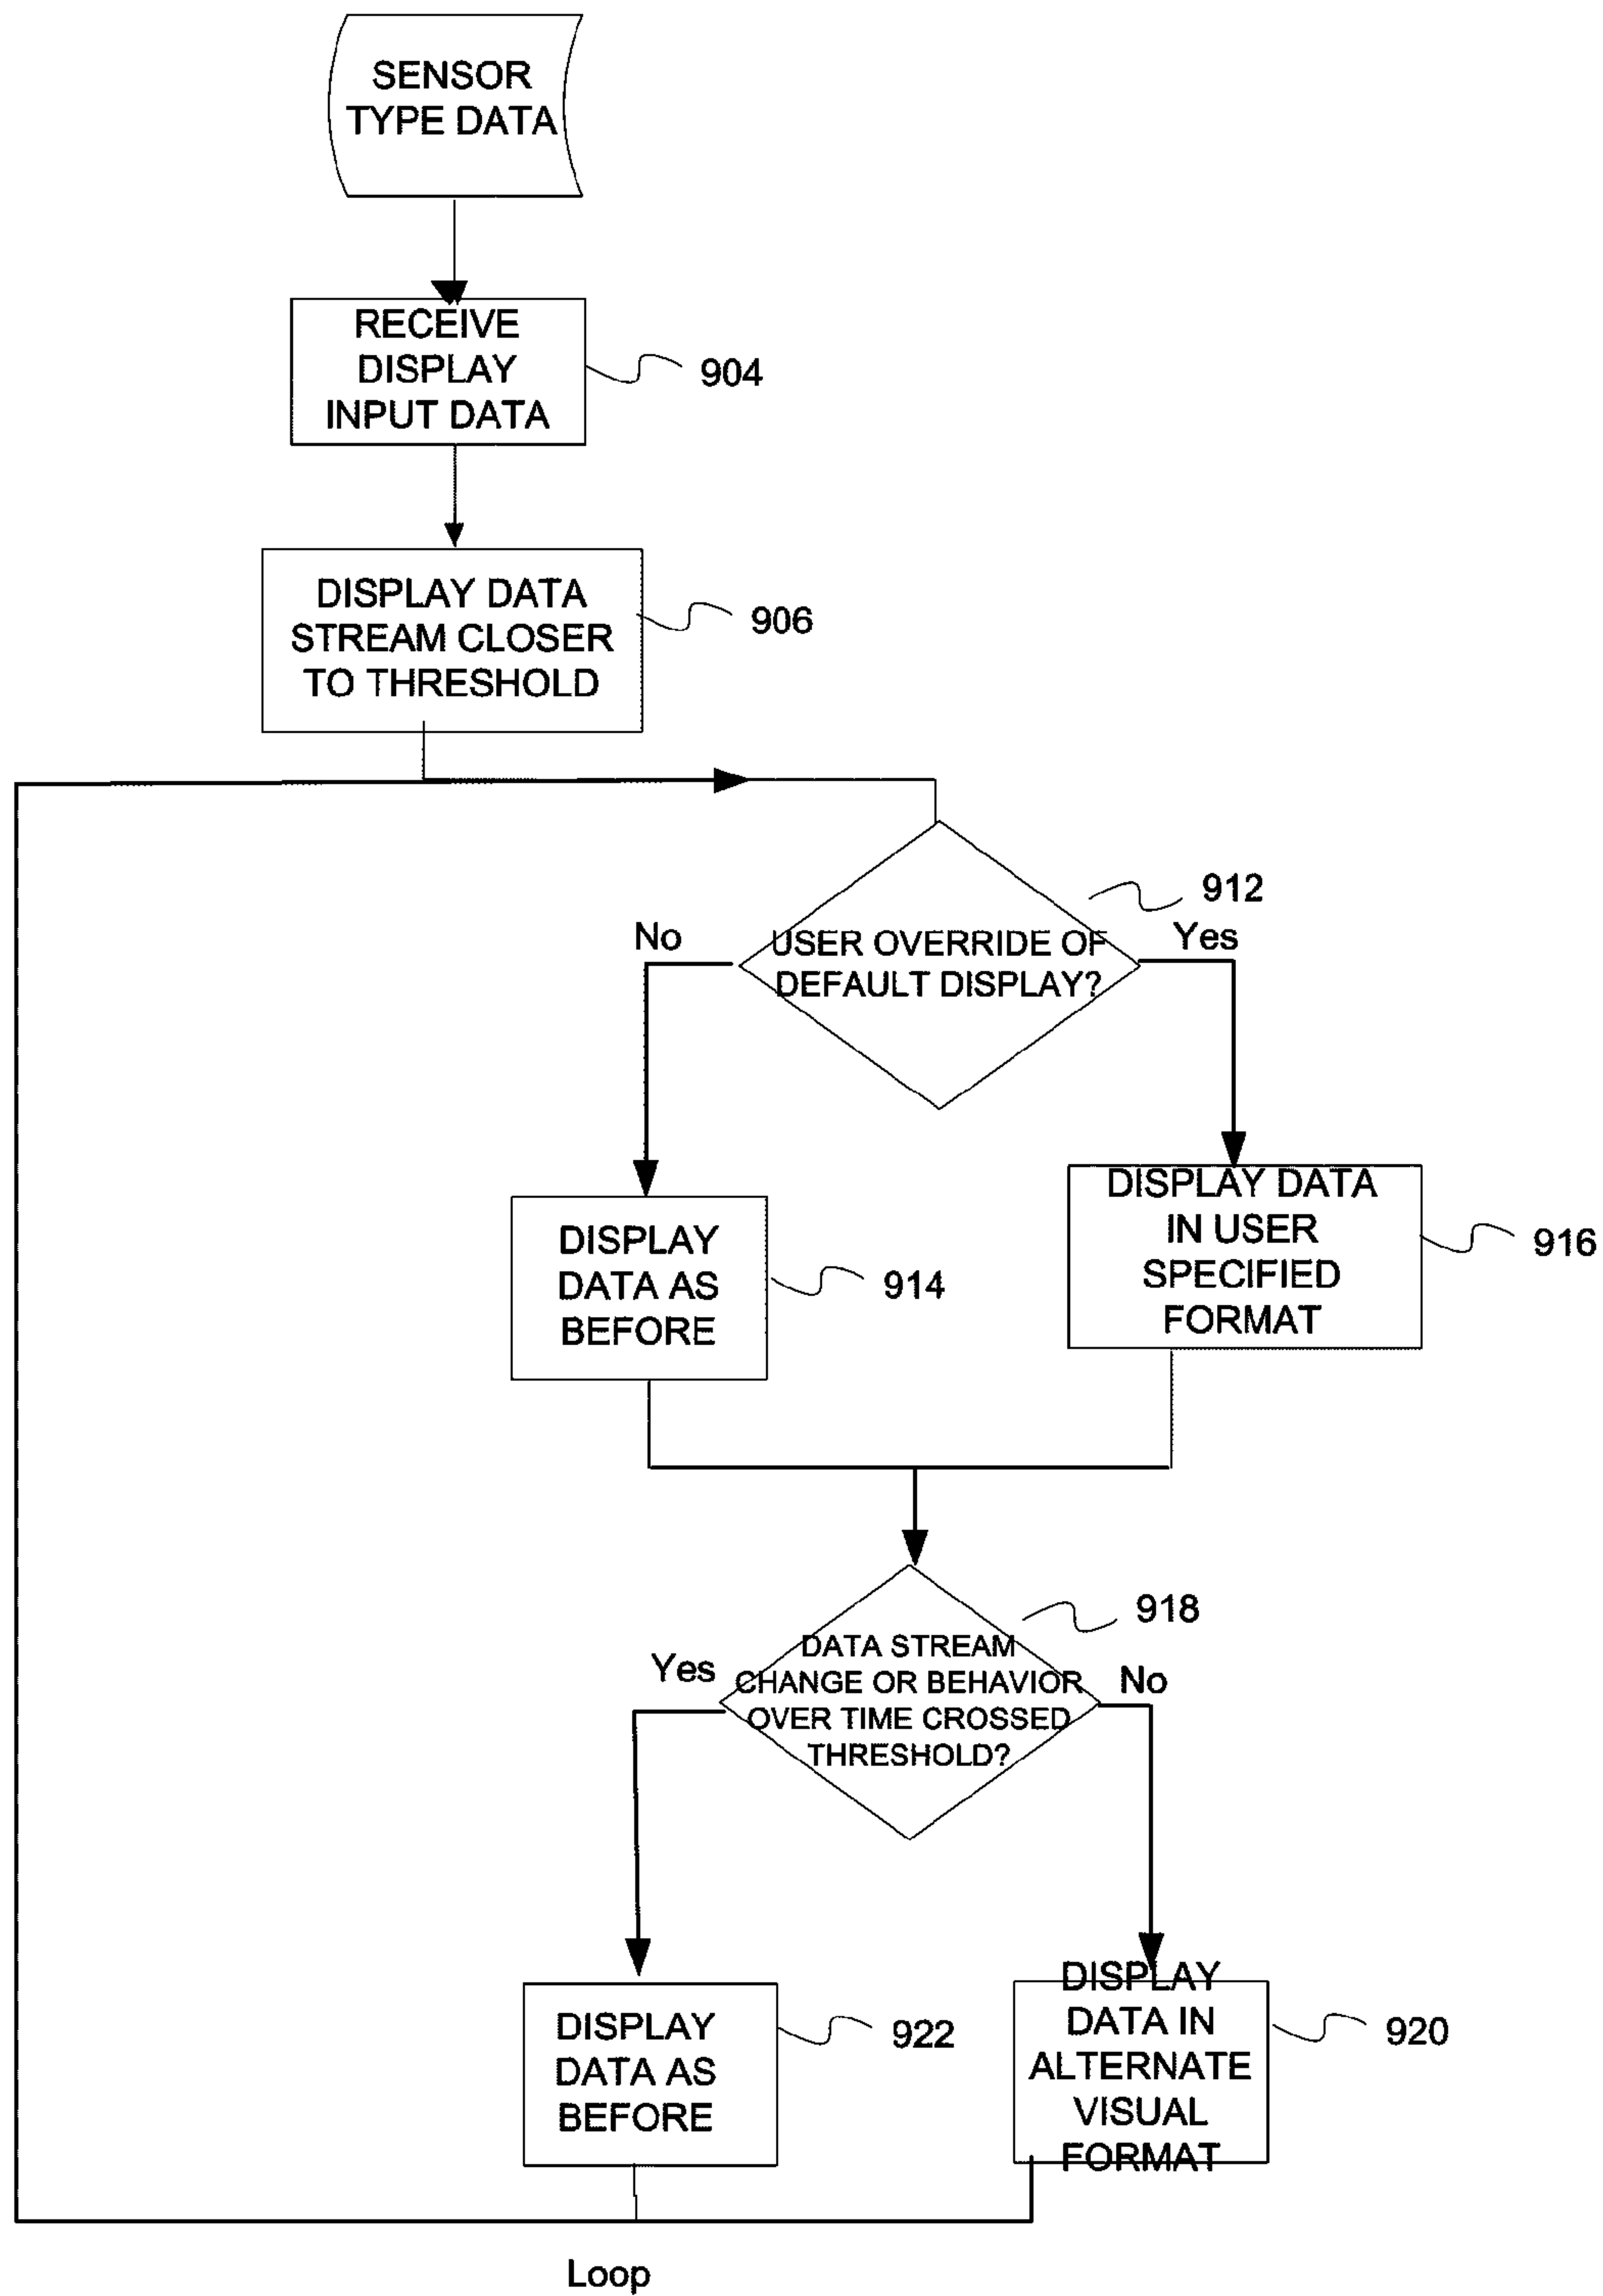 SENSOR
TYPE DATA
RECEIVE
DISPLAY
INPUT DATA
904
DISPLAY DATA
STREAM CLOSER
TO THRESHOLD
906
912
No
USER OVERRIDE OF
DEFAULT DISPLAY?
Yes
DISPLAY
DATA AS
BEFORE
914
DISPLAY DATA
IN USER
SPECIFIED
FORMAT
916
918
Yes
DATA STREAM
CHANGE OR BEHAVIOR
OVER TIME CROSSED
THRESHOLD?
No
DISPLAY
DATA AS
BEFORE
922
DISPLAY
DATA IN
ALTERNATE
VISUAL
FORMAT
920
Loop